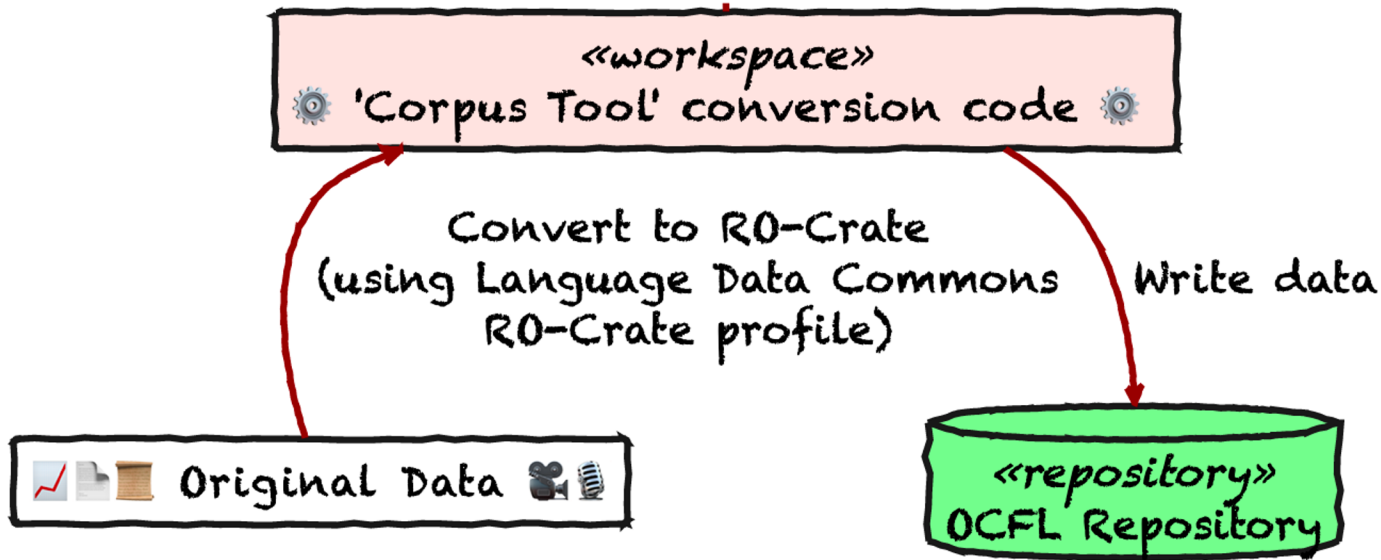 «workspace»
'Corpus Tool' conversion code
Convert to RO-Crate
(using Language Data Commons
RO-Crate profile)
Write data
Original Data
«repository»
OCFL Repository